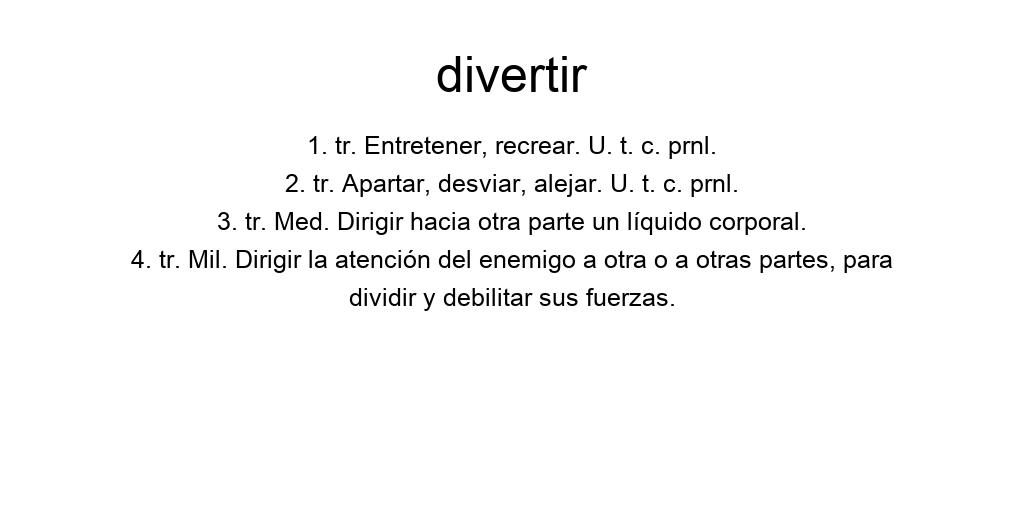 divertir
1. tr. Entretener, recrear. U. t. c. prnl.
2. tr. Apartar, desviar, alejar. U. t. c. prnl.
3. tr. Med. Dirigir hacia otra parte un líquido corporal.
4. tr. Mil. Dirigir la atención del enemigo a otra o a otras partes, para
dividir y debilitar sus fuerzas.